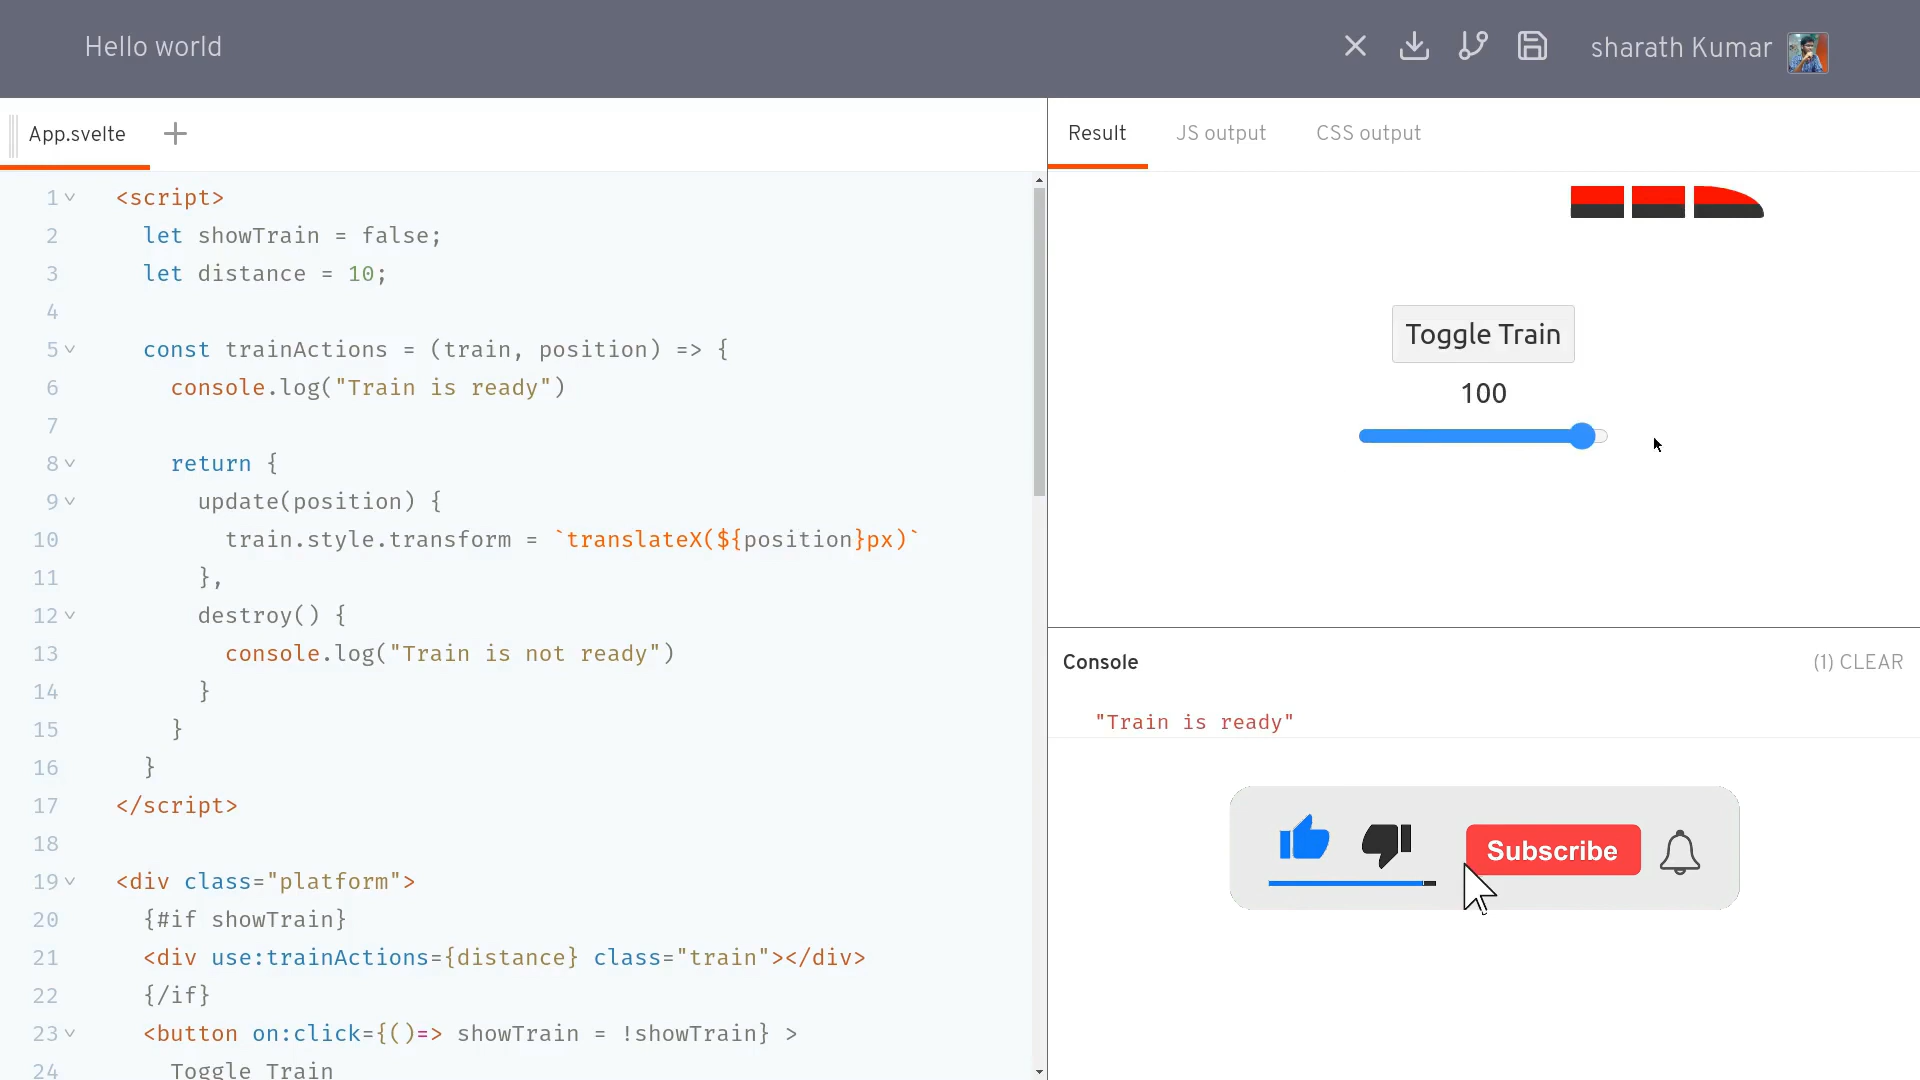 Hello world
sharath Kumar
App.svelte
Result JS output CSS output
1 <script>
2 let showTrain = false;
3 let distance = 10;
4
5 const trainActions = (train, position) => {
6 console.log("Train is ready")
7
8 return {
9 update(position) {
10 train.style.transform = `translateX(${position}px)`
11 },
12 destroy() {
13 console.log("Train is not ready")
14 }
15 }
16 }
17 </script>
18
19 <div class="platform">
20 {#if showTrain}
21 <div use:trainActions={distance} class="train"></div>
22 {/if}
23 <button on:click={()=> showTrain = !showTrain} >
24 Toggle Train
Toggle Train
100
Console
(1) CLEAR
"Train is ready"
Subscribe